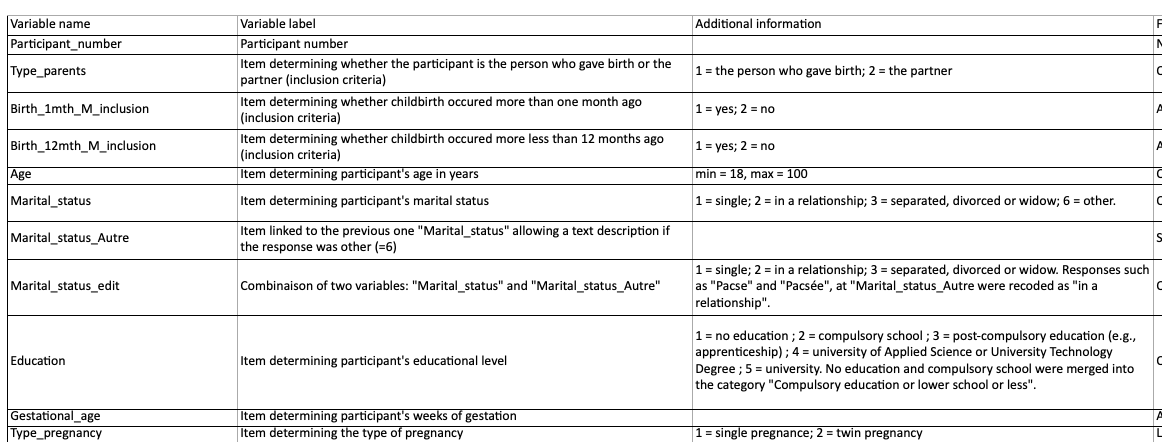 Variable name Variable label Additional information F
Participant_number Participant number N
Type_parents Item determining whether the participant is the person who gave birth or the partner (inclusion criteria) 1 = the person who gave birth; 2 = the partner C
Birth_1mth_M_inclusion Item determining whether childbirth occured more than one month ago (inclusion criteria) 1 = yes; 2 = no A
Birth_12mth_M_inclusion Item determining whether childbirth occured more less than 12 months ago (inclusion criteria) 1 = yes; 2 = no A
Age Item determining participant's age in years min = 18, max = 100 C
Marital_status Item determining participant's marital status 1 = single; 2 = in a relationship; 3 = separated, divorced or widow; 6 = other. C
Marital_status_Autre Item linked to the previous one "Marital_status" allowing a text description if the response was other (=6) S
Marital_status_edit Combinaison of two variables: "Marital_status" and "Marital_status_Autre" 1 = single; 2 = in a relationship; 3 = separated, divorced or widow. Responses such as "Pacse" and "Pacsée", at "Marital_status_Autre were recoded as "in a relationship". C
Education Item determining participant's educational level 1 = no education ; 2 = compulsory school ; 3 = post-compulsory education (e.g., apprenticeship) ; 4 = university of Applied Science or University Technology Degree ; 5 = university. No education and compulsory school were merged into the category "Compulsory education or lower school or less". C
Gestational_age Item determining participant's weeks of gestation A
Type_pregnancy Item determining the type of pregnancy 1 = single pregnance; 2 = twin pregnancy L